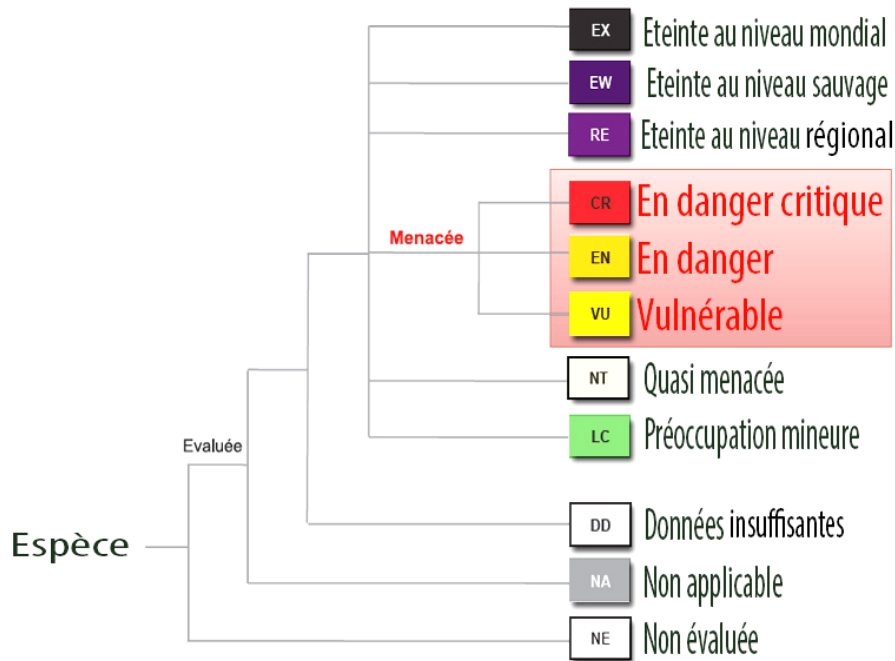 EX Eteinte au niveau mondial
EW Eteinte au niveau sauvage
RE Eteinte au niveau régional
CR En danger critique
Menacée
EN En danger
VU Vulnérable
NT Quasi menacée
LC Préoccupation mineure
Evaluée
DD Données insuffisantes
Espèce
NA Non applicable
NE Non évaluée